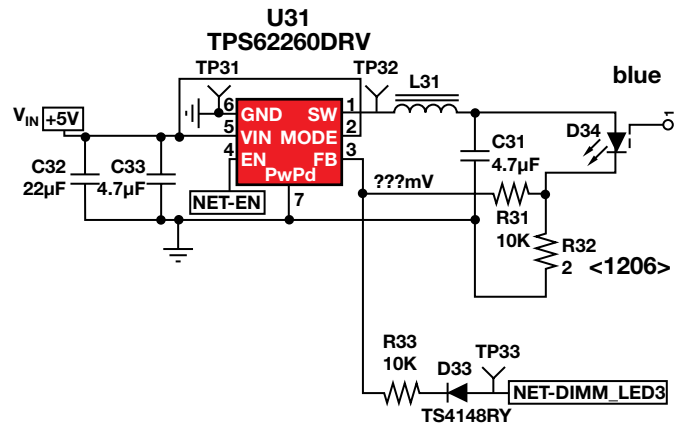 U31
TPS62260DRV
TP31
TP32
L31
blue
VIN
+5V
6 GND SW 1
5 VIN MODE 2
4 EN FB 3
PwPd
7
NET-EN
C32
22µF
C33
4.7µF
C31
4.7µF
D34
1
???mV
R31
10K
R32
2
<1206>
R33
10K
D33
TS4148RY
TP33
NET-DIMM_LED3